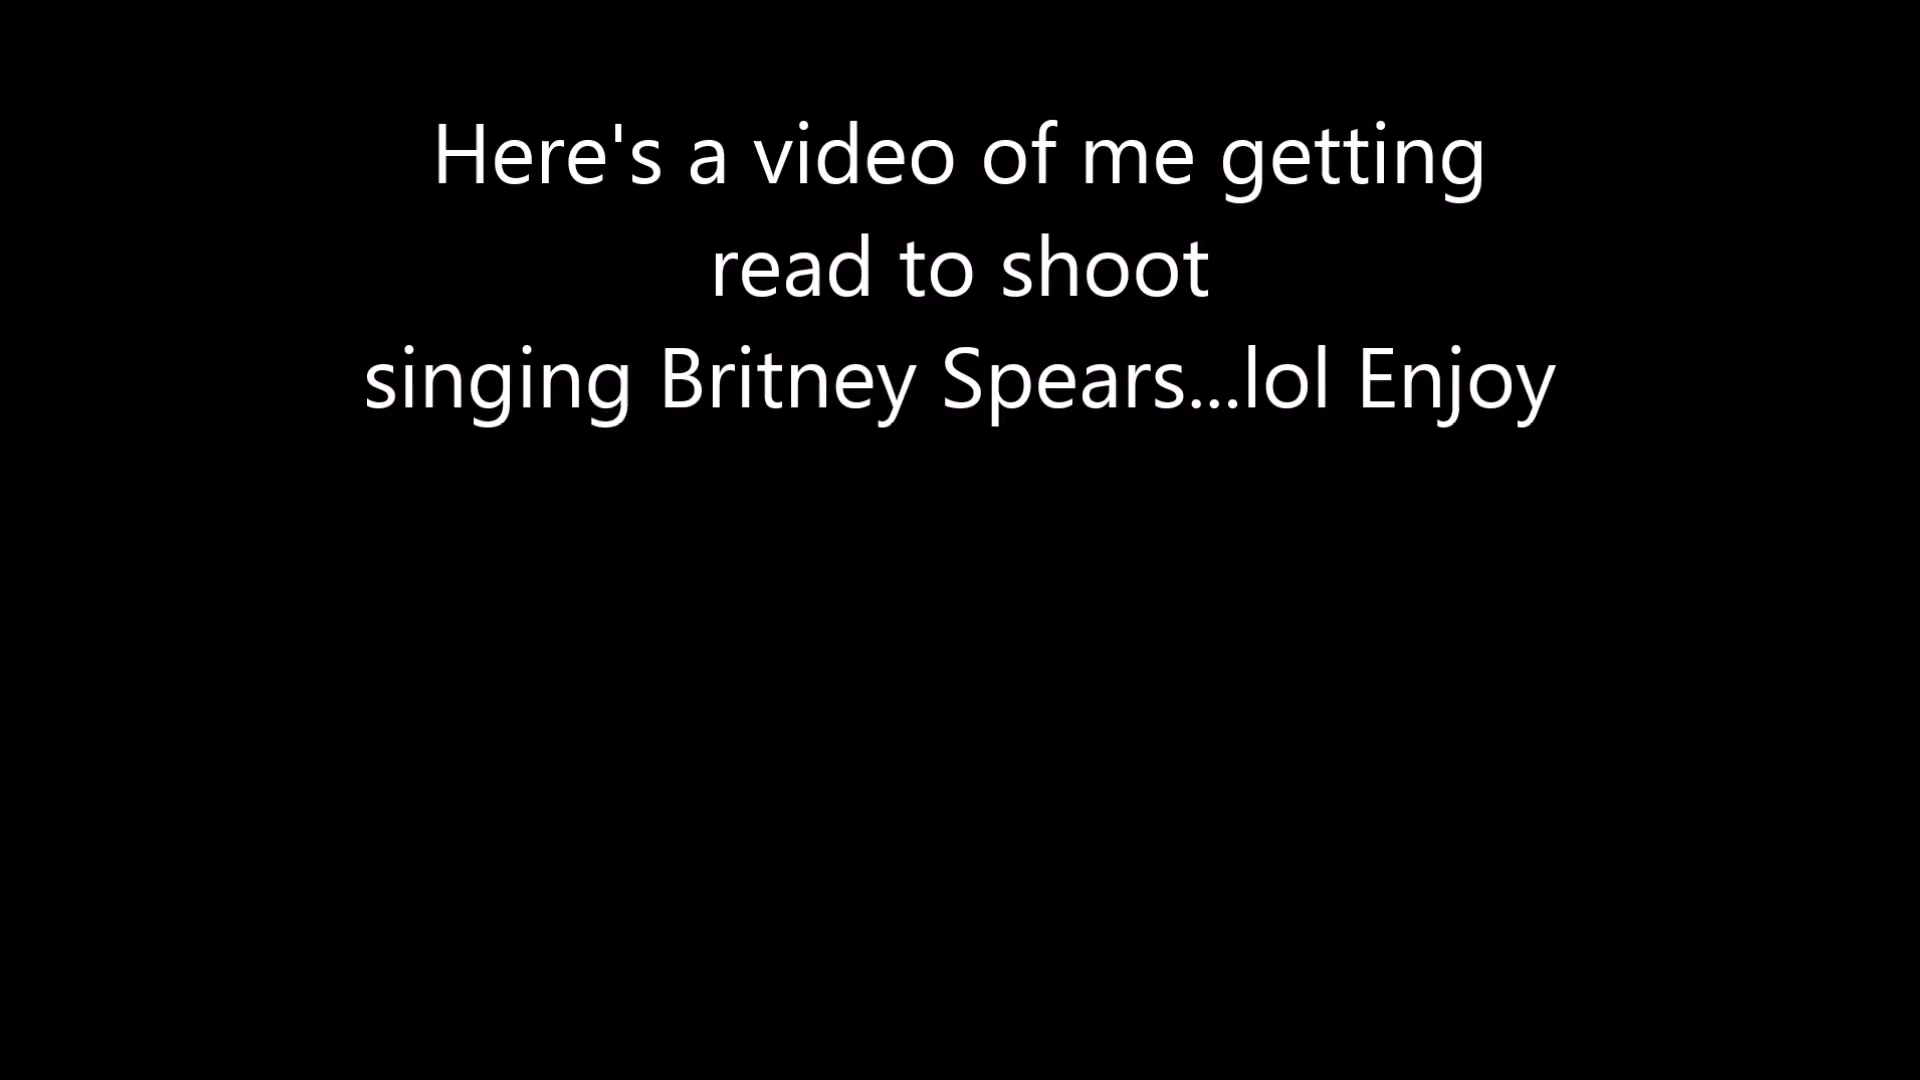 Here's a video of me getting
read to shoot
singing Britney Spears...lol Enjoy